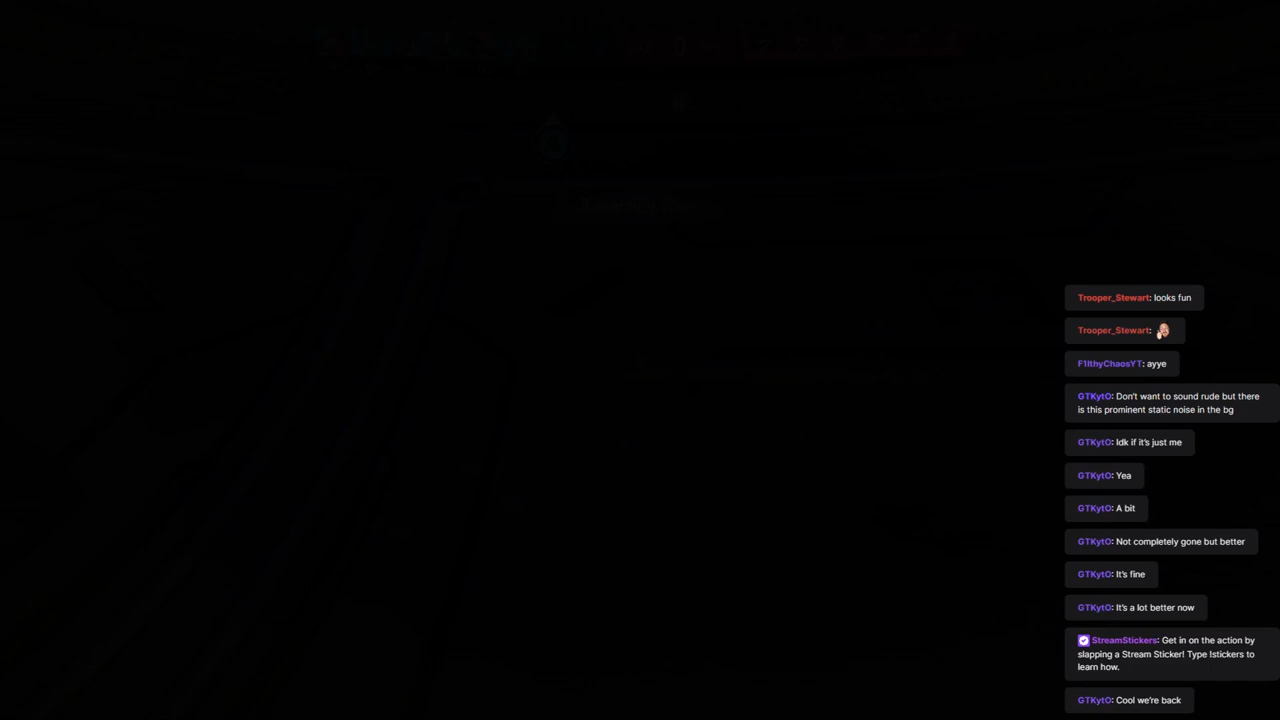 Trooper_Stewart: looks fun
Trooper_Stewart:
F1lthyChaosYT: ayye
GTKytO: Don't want to sound rude but there
is this prominent static noise in the bg
GTKytO: Idk if it's just me
GTKytO: Yea
GTKytO: A bit
GTKytO: Not completely gone but better
GTKytO: It's fine
GTKytO: It's a lot better now
StreamStickers: Get in on the action by
slapping a Stream Sticker! Type !stickers to
learn how.
GTKytO: Cool we're back